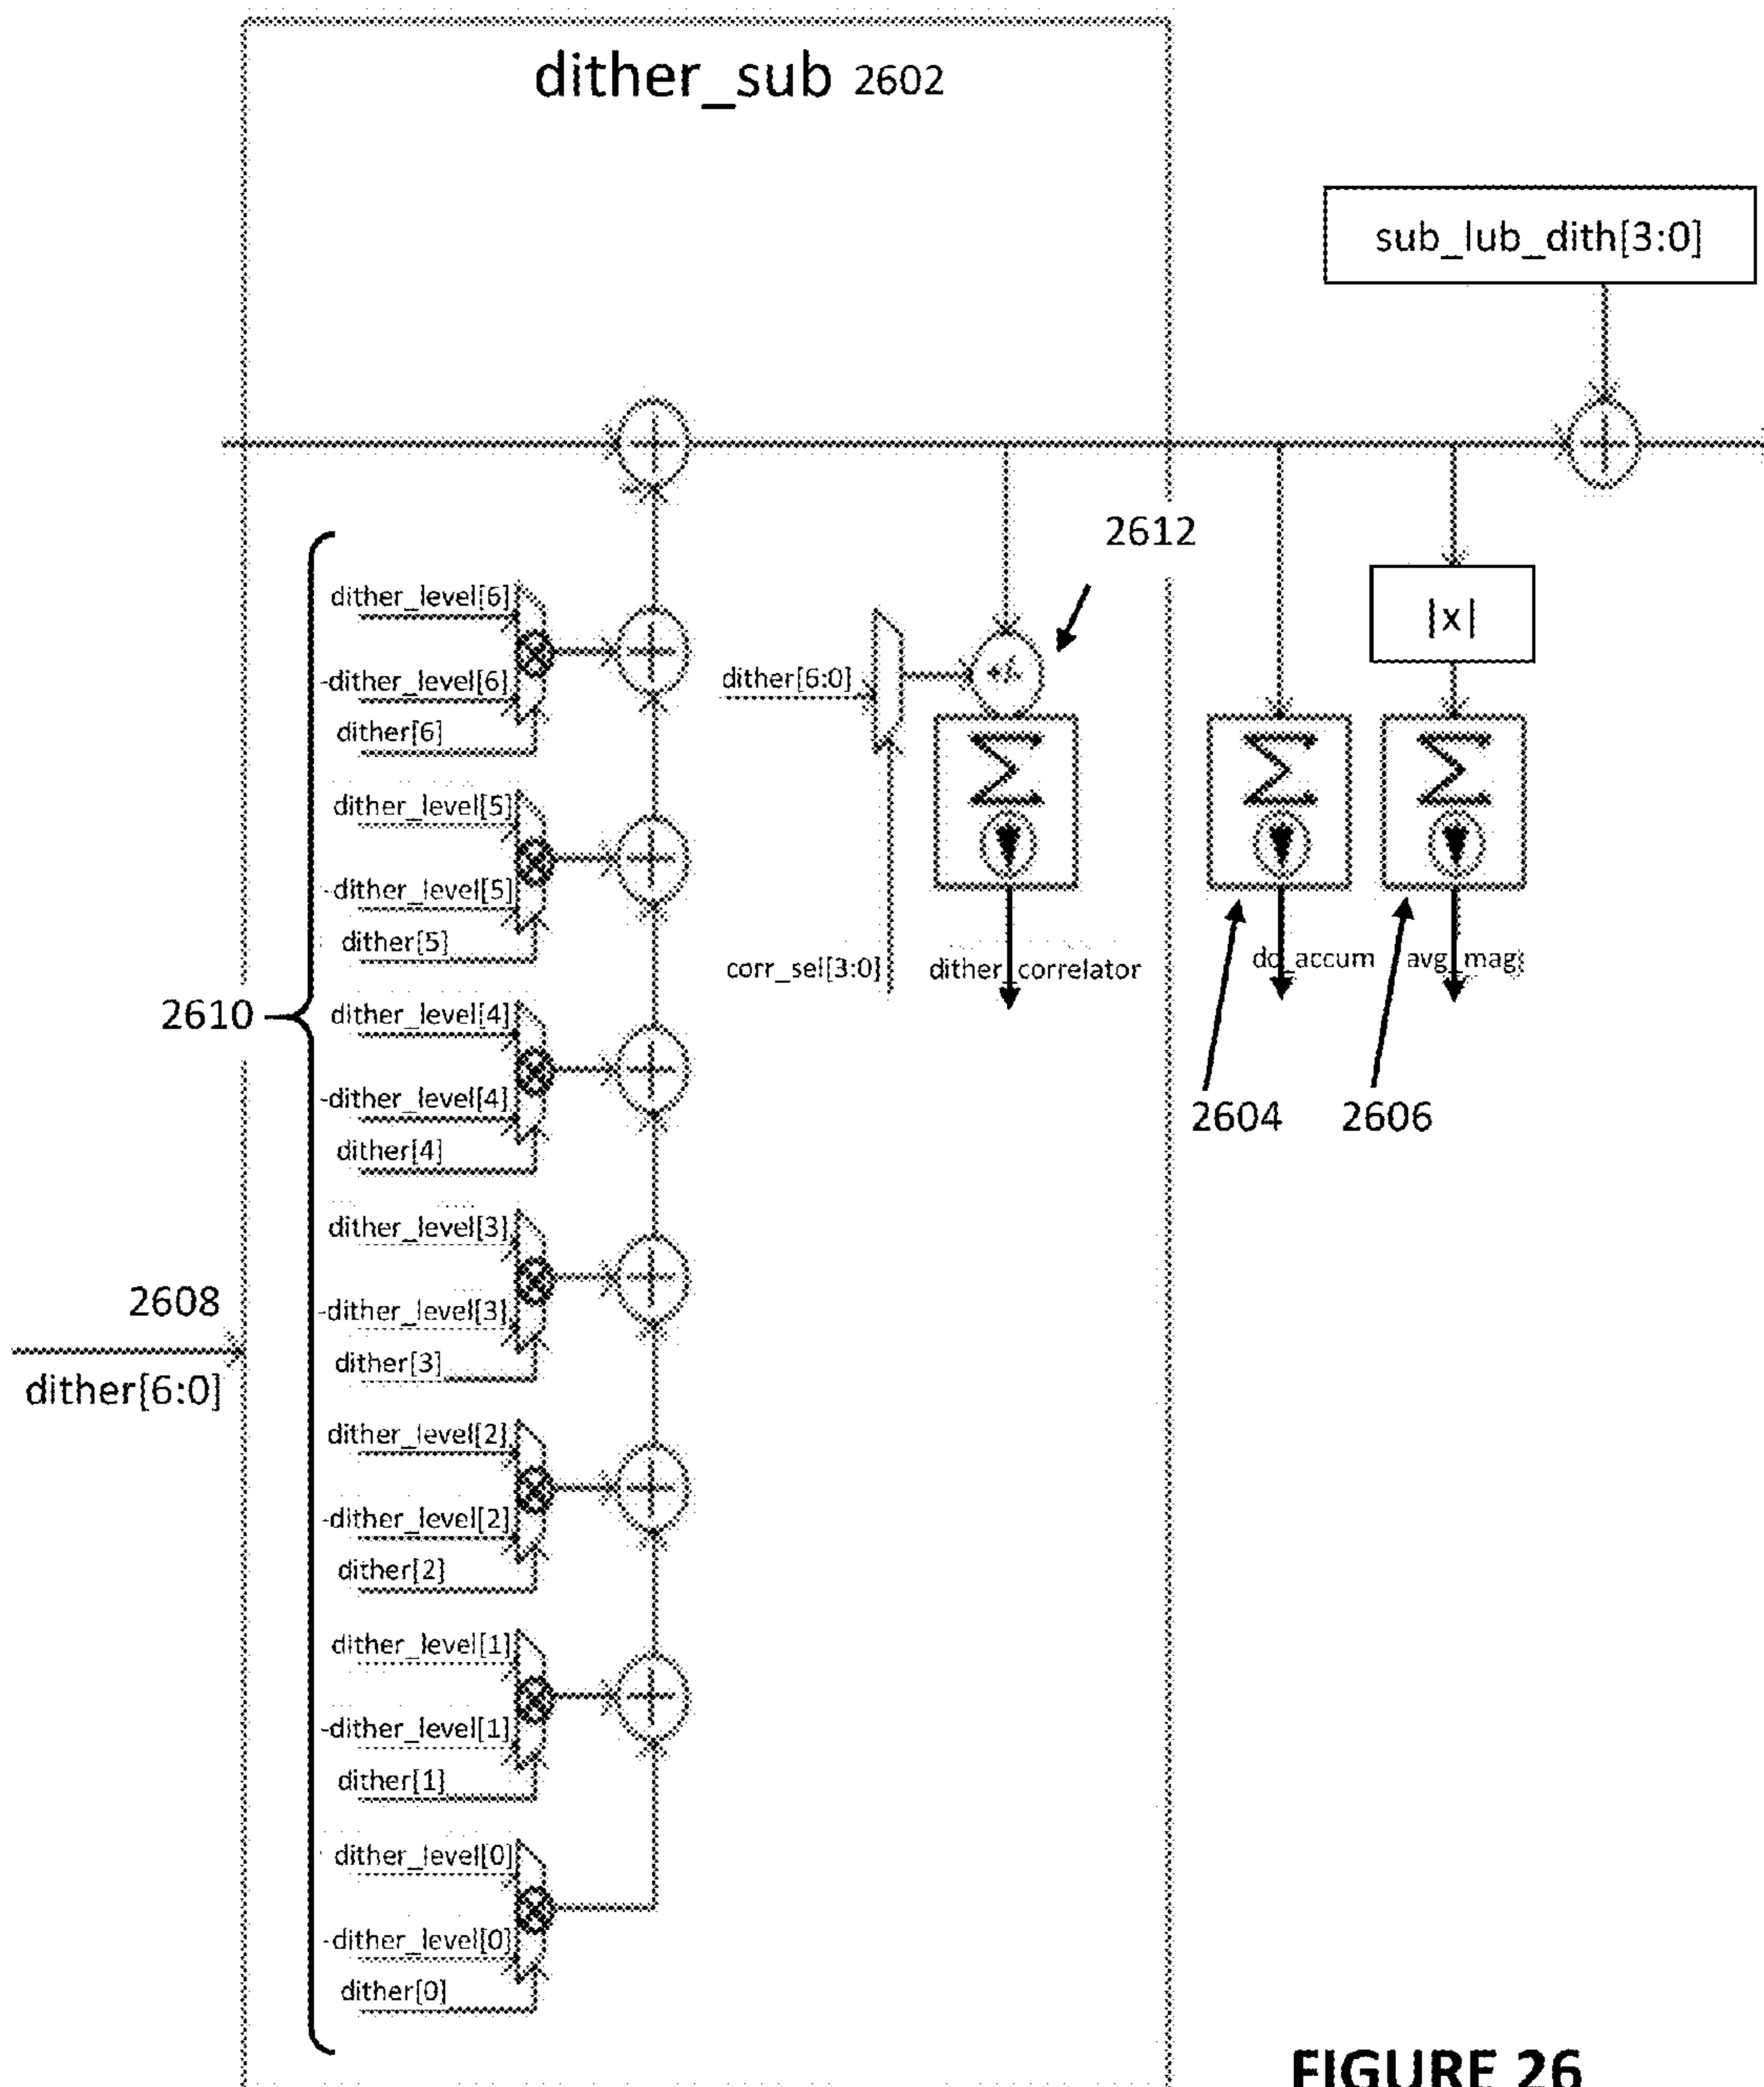 dither_sub 2602
sub_lub_dith[3:0]
2612
dither_level[6]
-dither_level[6]
dither[6]
dither[6:0]
+/-
|x|
Σ
Σ
Σ
dither_level[5]
-dither_level[5]
dither[5]
corr_sel[3:0]
dither_correlator
dc_accum
avg_mag
2610
dither_level[4]
-dither_level[4]
dither[4]
2604
2606
dither_level[3]
-dither_level[3]
dither[3]
2608
dither[6:0]
dither_level[2]
-dither_level[2]
dither[2]
dither_level[1]
-dither_level[1]
dither[1]
dither_level[0]
-dither_level[0]
dither[0]
FIGURE 26